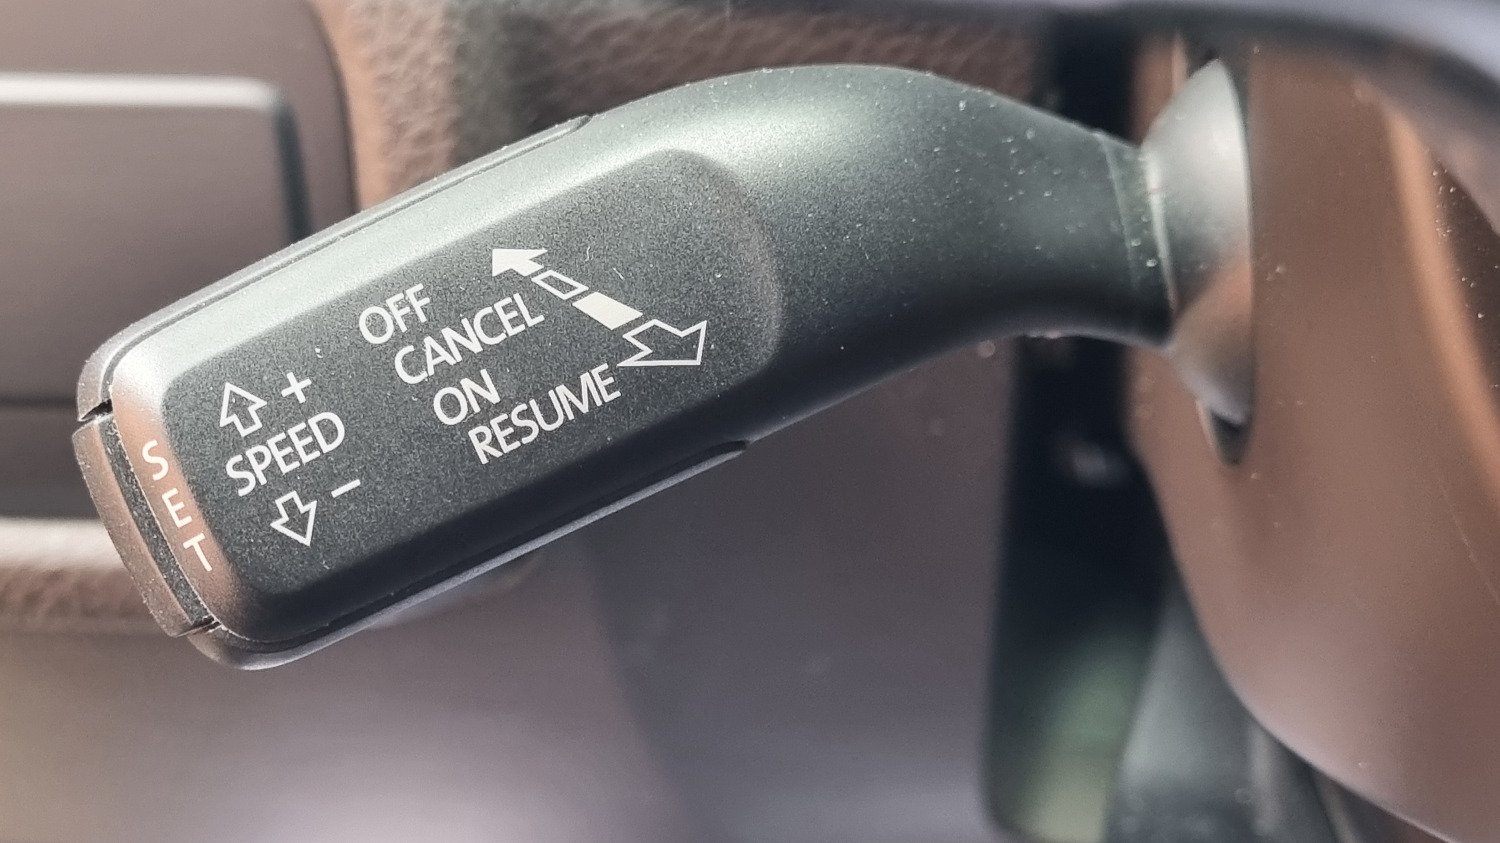 OFF
CANCEL
ON
RESUME
+
SPEED
−
SET